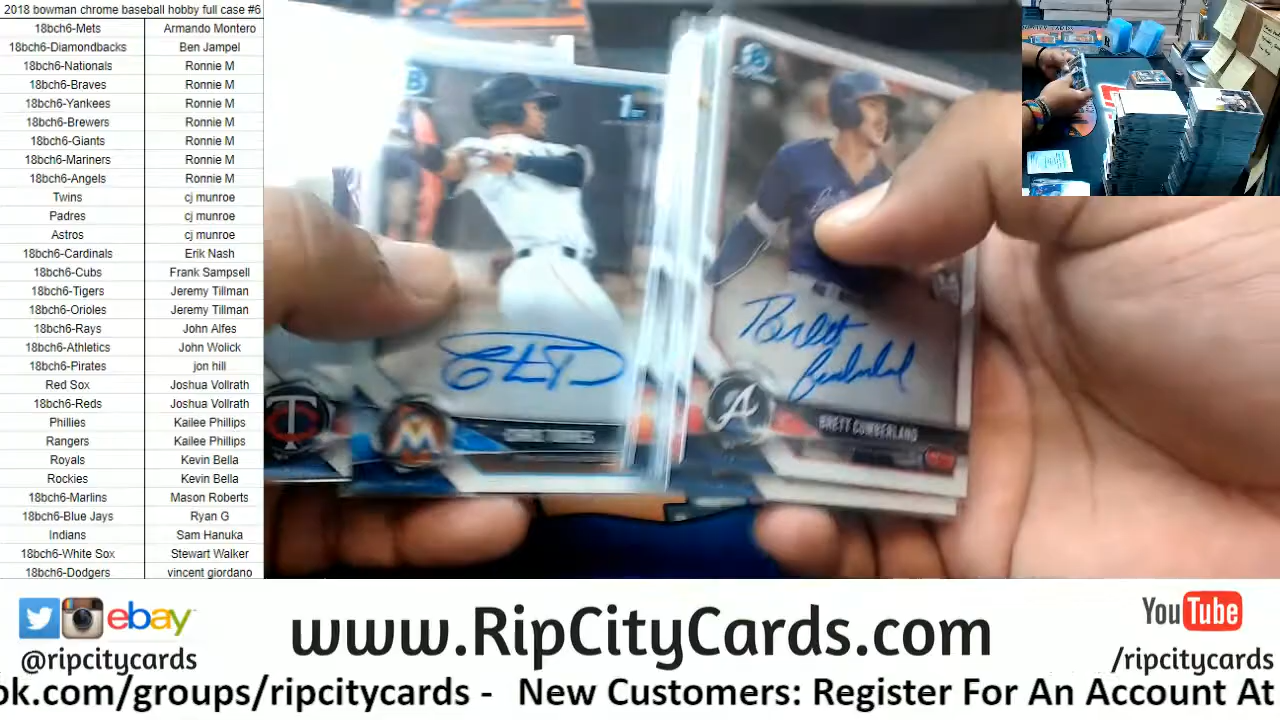 2018 bowman chrome baseball hobby full case #6
18bch6-Mets Armando Montero
18bch6-Diamondbacks Ben Jampel
18bch6-Nationals Ronnie M
18bch6-Braves Ronnie M
18bch6-Yankees Ronnie M
18bch6-Brewers Ronnie M
18bch6-Giants Ronnie M
18bch6-Mariners Ronnie M
18bch6-Angels Ronnie M
Twins cj munroe
Padres cj munroe
Astros cj munroe
18bch6-Cardinals Erik Nash
18bch6-Cubs Frank Sampsell
18bch6-Tigers Jeremy Tillman
18bch6-Orioles Jeremy Tillman
18bch6-Rays John Alfes
18bch6-Athletics John Wolick
18bch6-Pirates jon hill
Red Sox Joshua Vollrath
18bch6-Reds Joshua Vollrath
Phillies Kailee Phillips
Rangers Kailee Phillips
Royals Kevin Bella
Rockies Kevin Bella
18bch6-Marlins Mason Roberts
18bch6-Blue Jays Ryan G
Indians Sam Hanuka
18bch6-White Sox Stewart Walker
18bch6-Dodgers vincent giordano
1st
Brett
BRETT CUMBERLAND
ebay
@ripcitycards
www.RipCityCards.com
YouTube
/ripcitycards
ok.com/groups/ripcitycards - New Customers: Register For An Account At